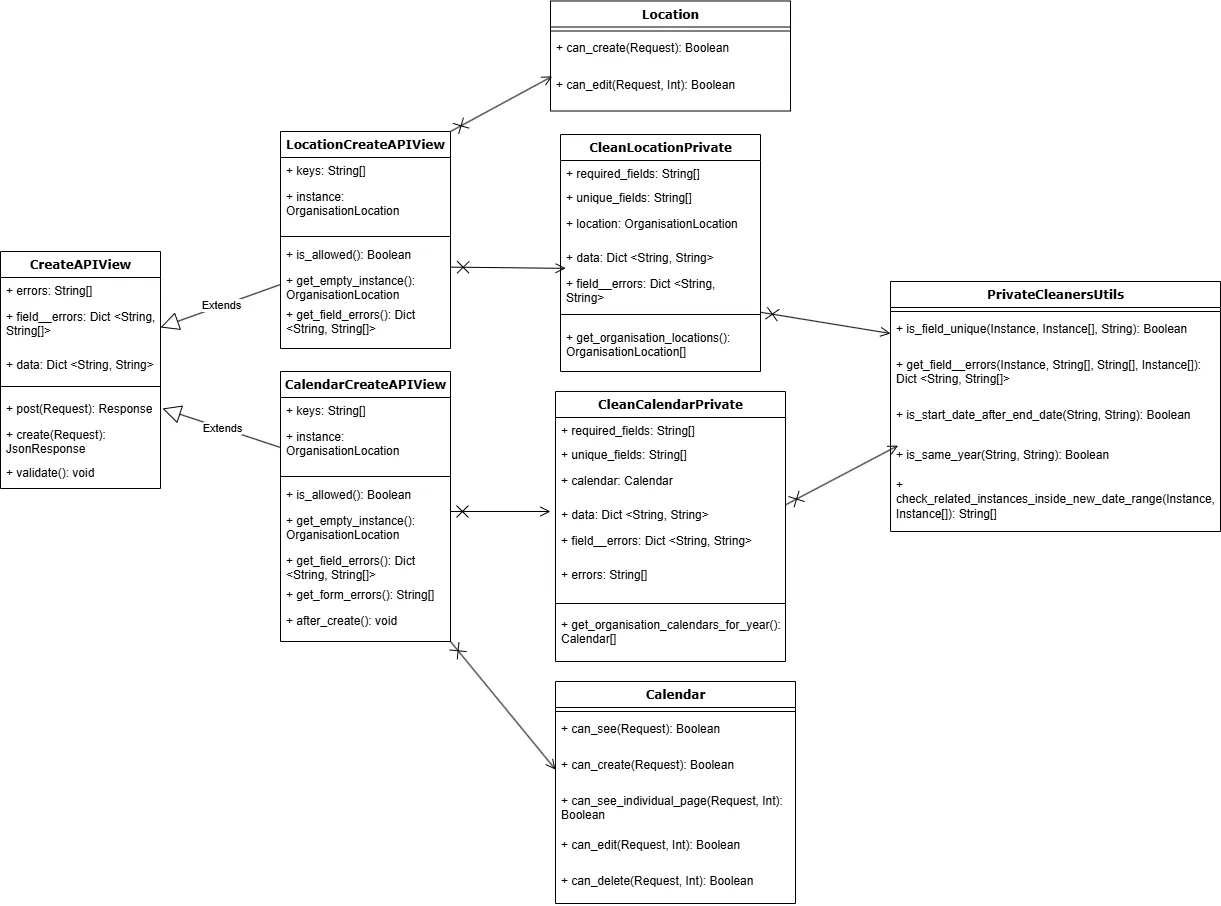 Location
+ can_create(Request): Boolean
+ can_edit(Request, Int): Boolean
LocationCreateAPIView
+ keys: String[]
+ instance:
OrganisationLocation
+ is_allowed(): Boolean
+ get_empty_instance():
OrganisationLocation
+ get_field_errors(): Dict
<String, String[]>
CleanLocationPrivate
+ required_fields: String[]
+ unique_fields: String[]
+ location: OrganisationLocation
+ data: Dict <String, String>
+ field__errors: Dict <String,
String>
+ get_organisation_locations():
OrganisationLocation[]
CreateAPIView
+ errors: String[]
+ field__errors: Dict <String,
String[]>
+ data: Dict <String, String>
+ post(Request): Response
+ create(Request):
JsonResponse
+ validate(): void
Extends
Extends
PrivateCleanersUtils
+ is_field_unique(Instance, Instance[], String): Boolean
+ get_field__errors(Instance, String[], String[], Instance[]):
Dict <String, String[]>
+ is_start_date_after_end_date(String, String): Boolean
+ is_same_year(String, String): Boolean
+
check_related_instances_inside_new_date_range(Instance,
Instance[]): String[]
CalendarCreateAPIView
+ keys: String[]
+ instance:
OrganisationLocation
+ is_allowed(): Boolean
+ get_empty_instance():
OrganisationLocation
+ get_field_errors(): Dict
<String, String[]>
+ get_form_errors(): String[]
+ after_create(): void
CleanCalendarPrivate
+ required_fields: String[]
+ unique_fields: String[]
+ calendar: Calendar
+ data: Dict <String, String>
+ field__errors: Dict <String, String>
+ errors: String[]
+ get_organisation_calendars_for_year():
Calendar[]
Calendar
+ can_see(Request): Boolean
+ can_create(Request): Boolean
+ can_see_individual_page(Request, Int):
Boolean
+ can_edit(Request, Int): Boolean
+ can_delete(Request, Int): Boolean